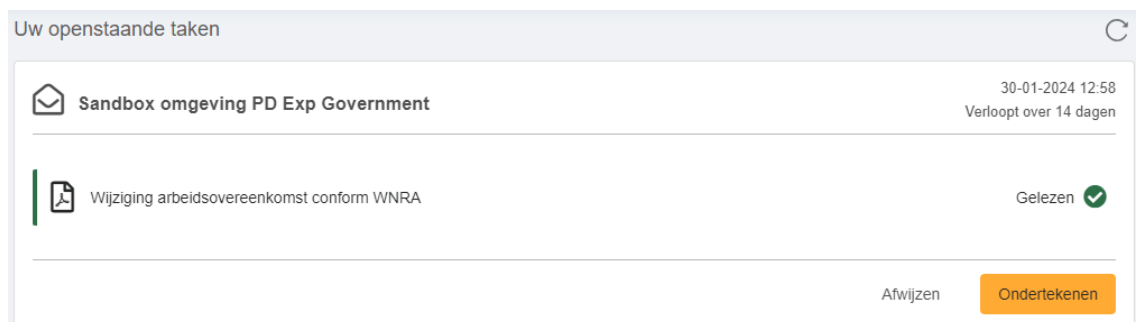 Uw openstaande taken
Sandbox omgeving PD Exp Government
30-01-2024 12:58
Verloopt over 14 dagen
Wijziging arbeidsovereenkomst conform WNRA
Gelezen
Afwijzen
Ondertekenen